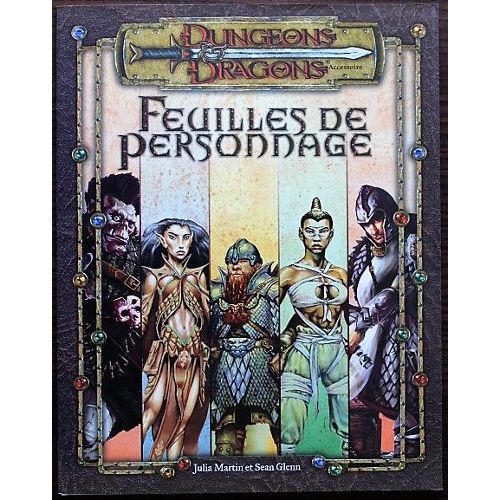 DUNGEONS
& DRAGONS
Accessoire
FEUILLES DE
PERSONNAGE
Julia Martin et Sean Glenn